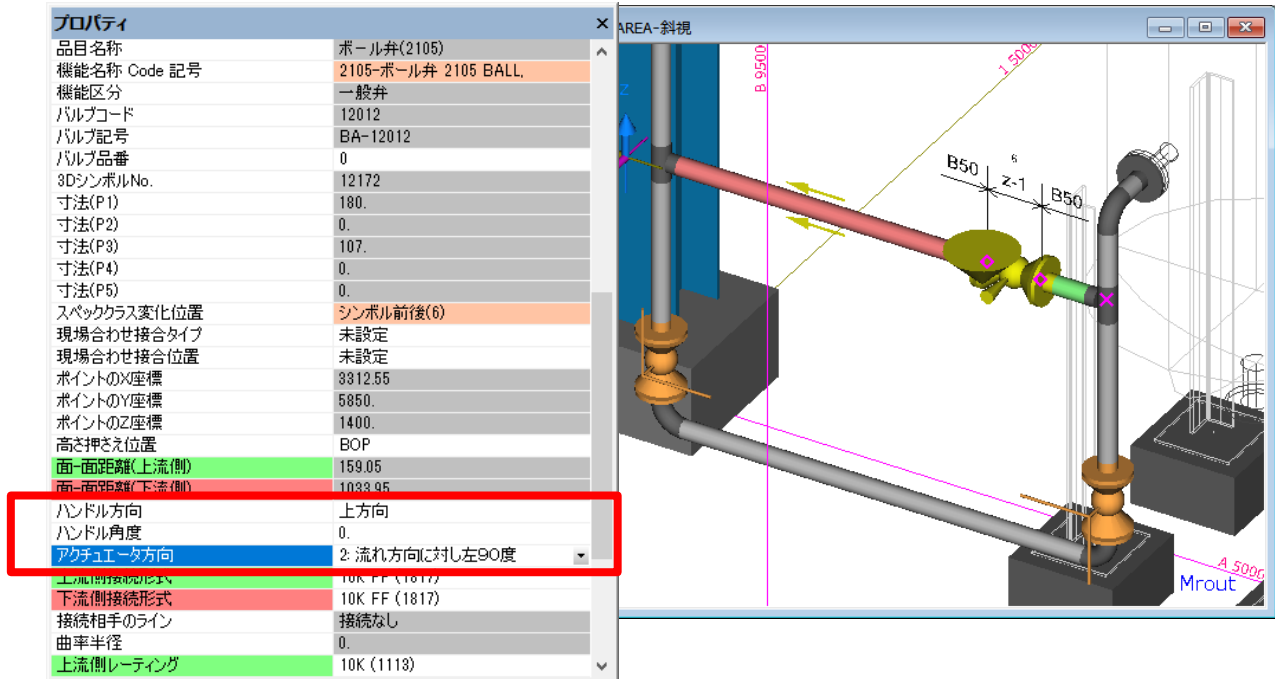 プロパティ ×
品目名称 ボール弁(2105)
機能名称 Code 記号 2105-ボール弁 2105 BALL,
機能区分 一般弁
バルブコード 12012
バルブ記号 BA-12012
バルブ品番 0
3DシンボルNo. 12172
寸法(P1) 180.
寸法(P2) 0.
寸法(P3) 107.
寸法(P4) 0.
寸法(P5) 0.
スペッククラス変化位置 シンボル前後(6)
現場合わせ接合タイプ 未設定
現場合わせ接合位置 未設定
ポイントのX座標 3312.55
ポイントのY座標 5850.
ポイントのZ座標 1400.
高さ押さえ位置 BOP
面-面距離(上流側) 159.05
面-面距離(下流側) 1033.95
ハンドル方向 上方向
ハンドル角度 0.
アクチュエータ方向 2: 流れ方向に対し左90度
上流側接続形式 10K FF (1817)
下流側接続形式 10K FF (1817)
接続相手のライン 接続なし
曲率半径 0.
上流側レーティング 10K (1113)
AREA-斜視
B 9500
1 5000
Z
B50
6
Z-1
B50
A 5000
Mrout